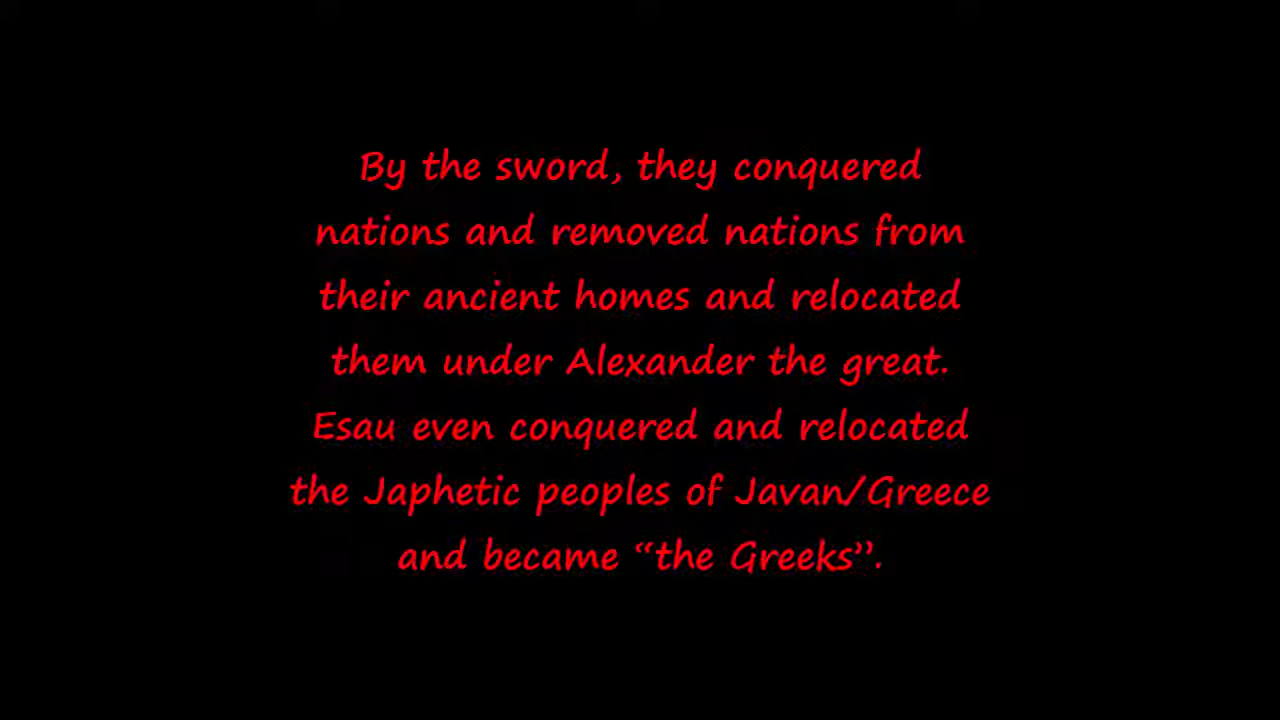 By the sword, they conquered
nations and removed nations from
their ancient homes and relocated
them under Alexander the great.
Esau even conquered and relocated
the Japhetic peoples of Javan/Greece
and became “the Greeks”.